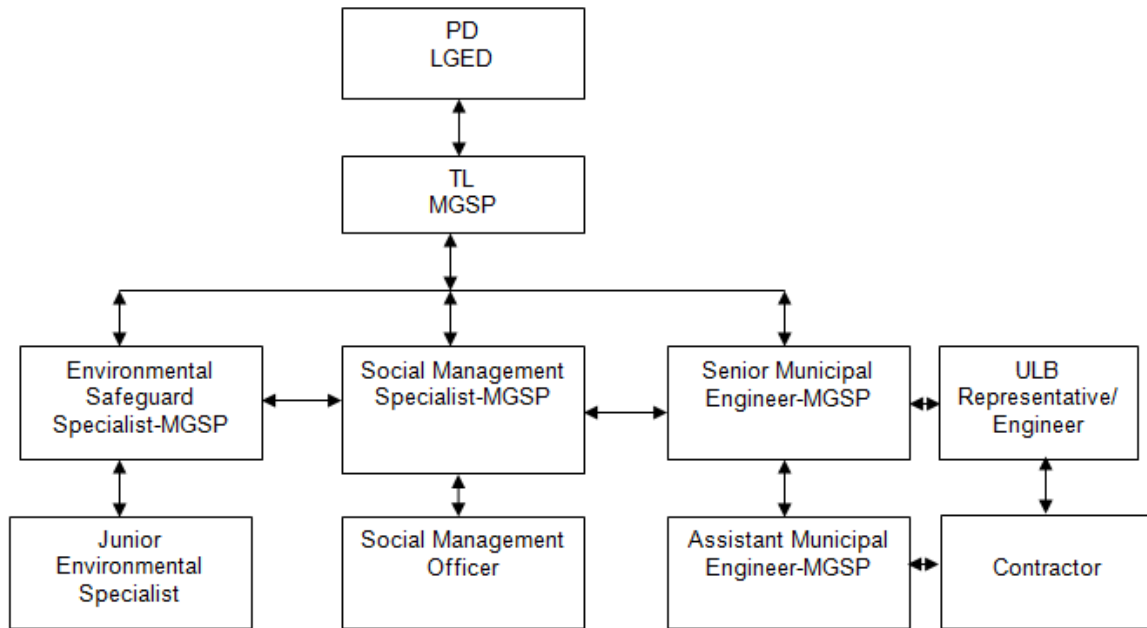 PD
LGED
TL
MGSP
Environmental
Safeguard
Specialist-MGSP
Social Management
Specialist-MGSP
Senior Municipal
Engineer-MGSP
ULB
Representative/
Engineer
Junior
Environmental
Specialist
Social Management
Officer
Assistant Municipal
Engineer-MGSP
Contractor